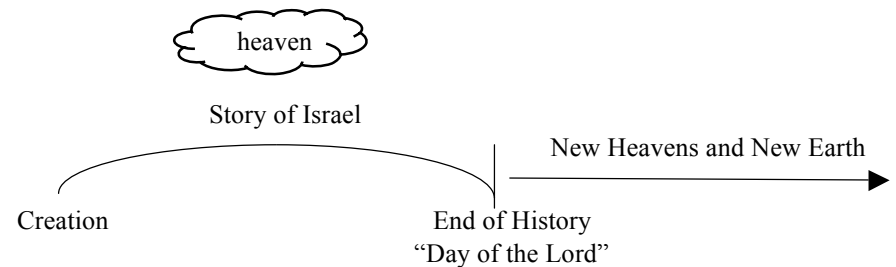 heaven
Story of Israel
New Heavens and New Earth
Creation
End of History
“Day of the Lord”